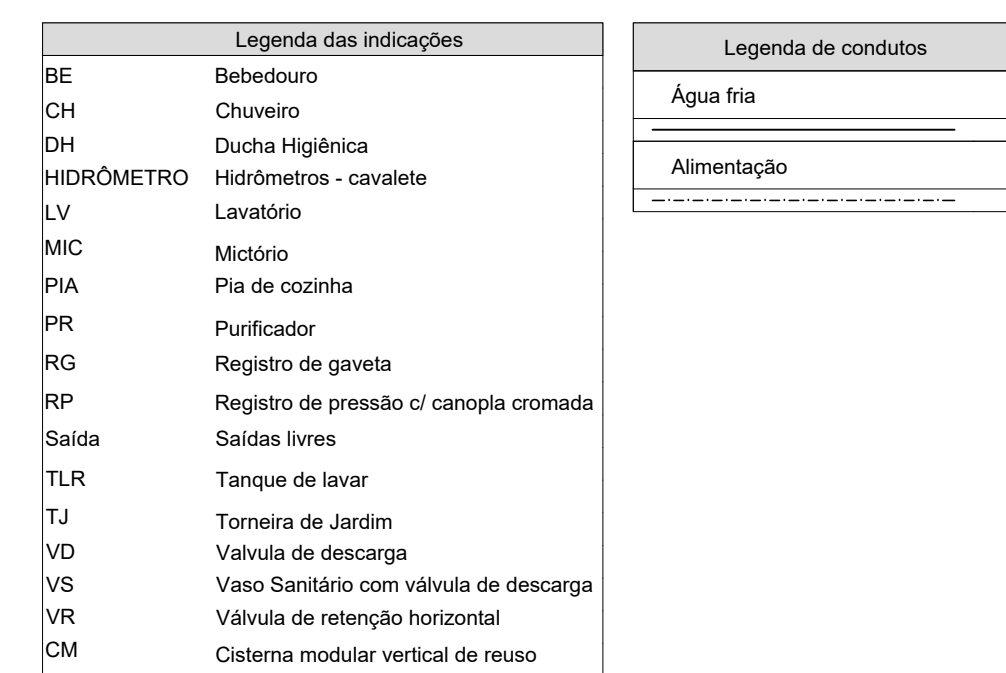 Legenda das indicações
BE Bebedouro
CH Chuveiro
DH Ducha Higiênica
HIDRÔMETRO Hidrômetros - cavalete
LV Lavatório
MIC Mictório
PIA Pia de cozinha
PR Purificador
RG Registro de gaveta
RP Registro de pressão c/ canopla cromada
Saída Saídas livres
TLR Tanque de lavar
TJ Torneira de Jardim
VD Valvula de descarga
VS Vaso Sanitário com válvula de descarga
VR Válvula de retenção horizontal
CM Cisterna modular vertical de reuso
Legenda de condutos
Água fria
Alimentação